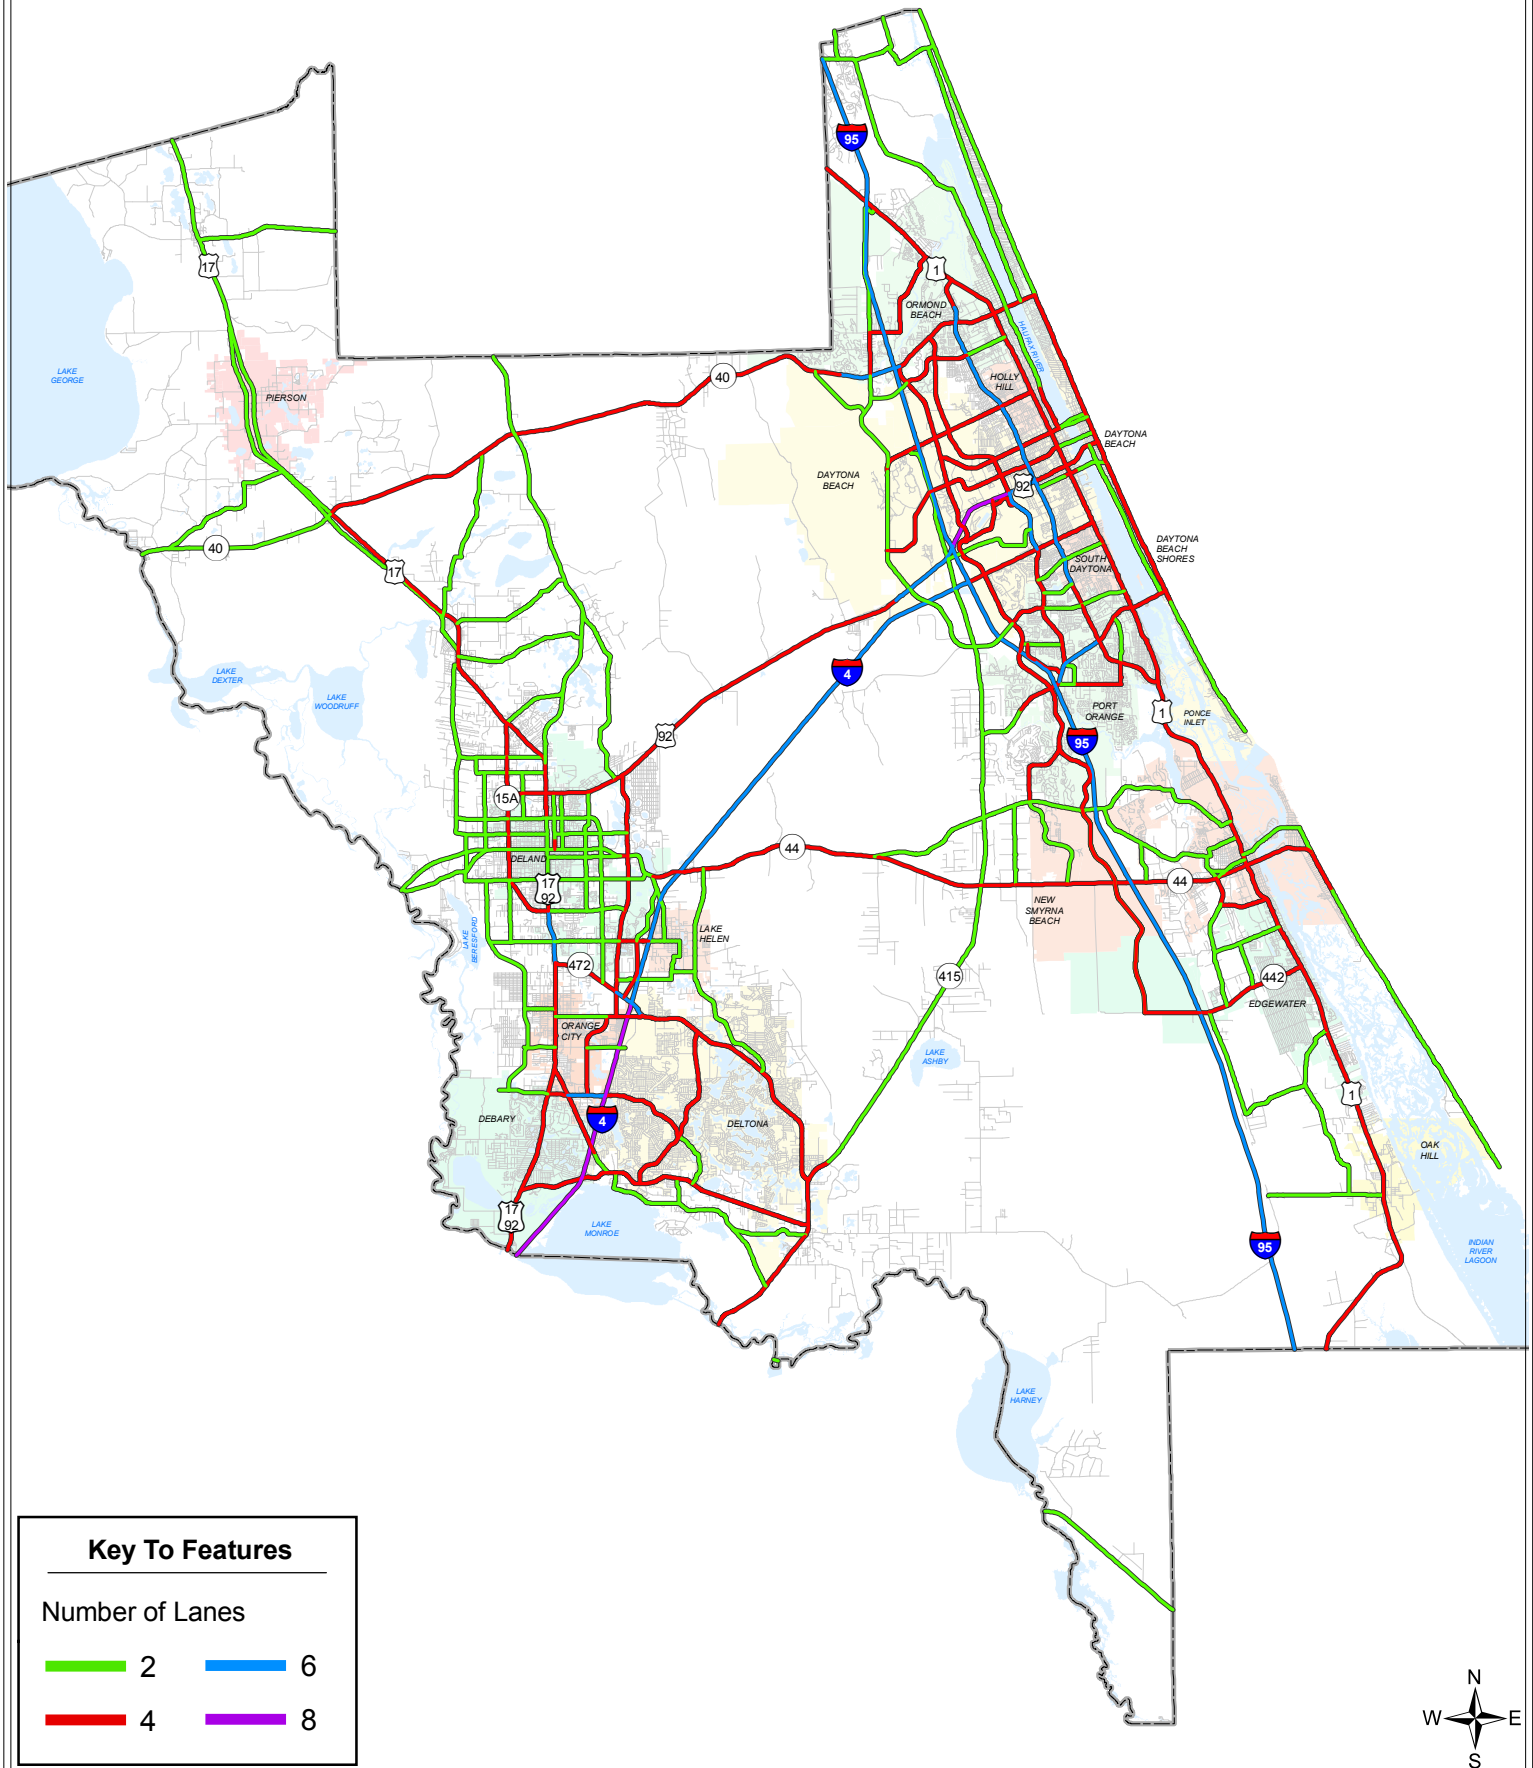 95
17
1
ORMOND
BEACH
HALIFAX RIVER
LAKE
GEORGE
PIERSON
40
HOLLY
HILL
DAYTONA
BEACH
DAYTONA
BEACH
92
40
17
SOUTH
DAYTONA
DAYTONA
BEACH
SHORES
LAKE
DEXTER
LAKE
WOODRUFF
4
92
PORT
ORANGE
1
PONCE
INLET
95
15A
44
DELAND
17
92
44
NEW
SMYRNA
BEACH
LAKE
BERESFORD
LAKE
HELEN
472
415
442
EDGEWATER
ORANGE
CITY
LAKE
ASHBY
1
DEBARY
4
DELTONA
OAK
HILL
17
92
LAKE
MONROE
95
INDIAN
RIVER
LAGOON
LAKE
HARNEY
Key To Features
Number of Lanes
2 6
4 8
N
W E
S